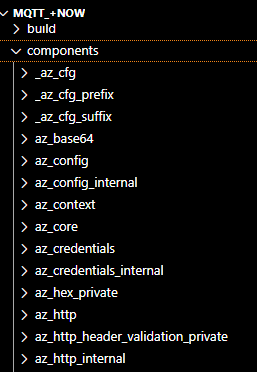 MQTT_+NOW
build
components
_az_cfg
_az_cfg_prefix
_az_cfg_suffix
az_base64
az_config
az_config_internal
az_context
az_core
az_credentials
az_credentials_internal
az_hex_private
az_http
az_http_header_validation_private
az_http_internal